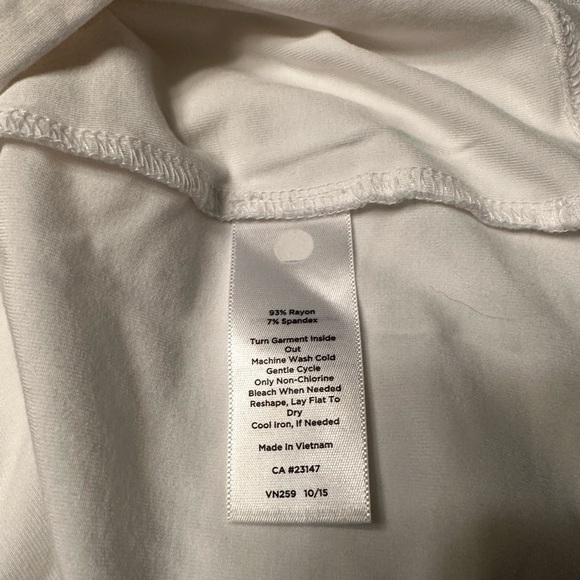 93% Rayon
7% Spandex
Turn Garment Inside
Out
Machine Wash Cold
Gentle Cycle
Only Non-Chlorine
Bleach When Needed
Reshape, Lay Flat To
Dry
Cool Iron, If Needed
Made In Vietnam
CA #23147
VN259 10/15